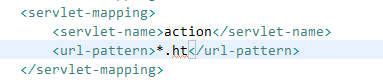 <servlet-mapping>
<servlet-name>action</servlet-name>
<url-pattern>*.ht</url-pattern>
</servlet-mapping>